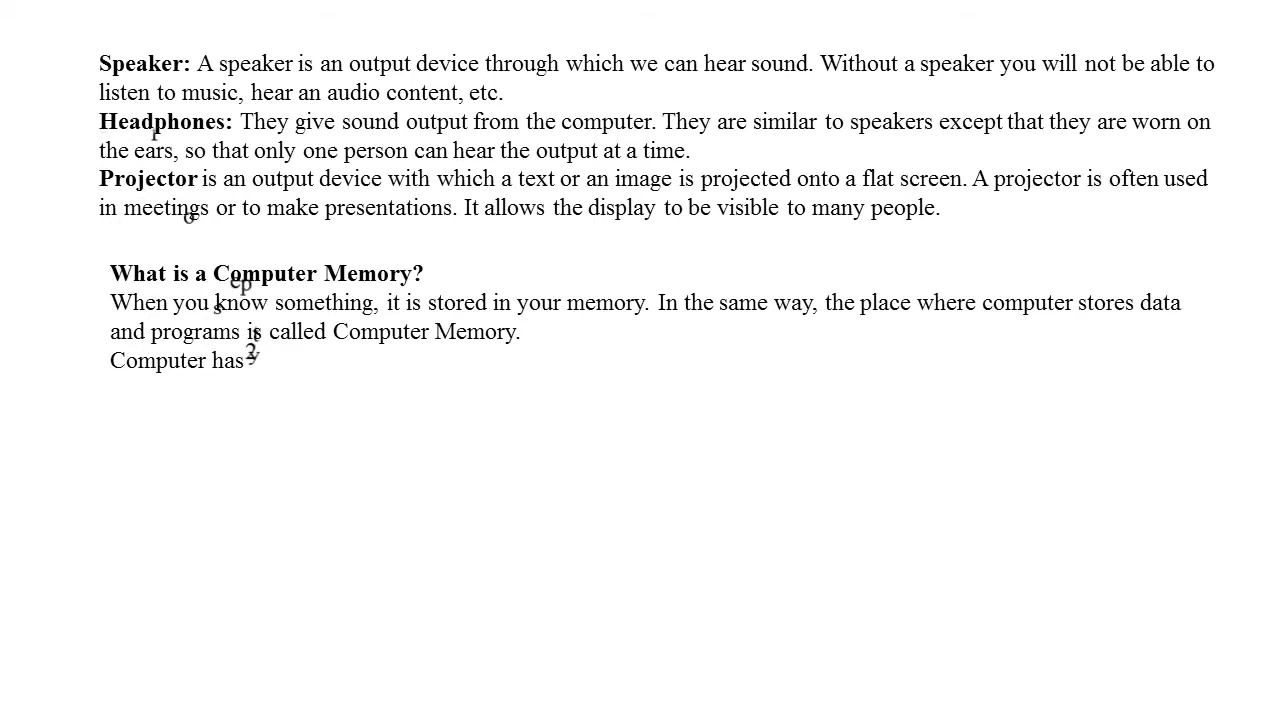 Speaker: A speaker is an output device through which we can hear sound. Without a speaker you will not be able to
listen to music, hear an audio content, etc.
Headphones: They give sound output from the computer. They are similar to speakers except that they are worn on
the ears, so that only one person can hear the output at a time.
Projector is an output device with which a text or an image is projected onto a flat screen. A projector is often used
in meetings or to make presentations. It allows the display to be visible to many people.
What is a Computer Memory?
When you know something, it is stored in your memory. In the same way, the place where computer stores data
and programs is called Computer Memory.
Computer has